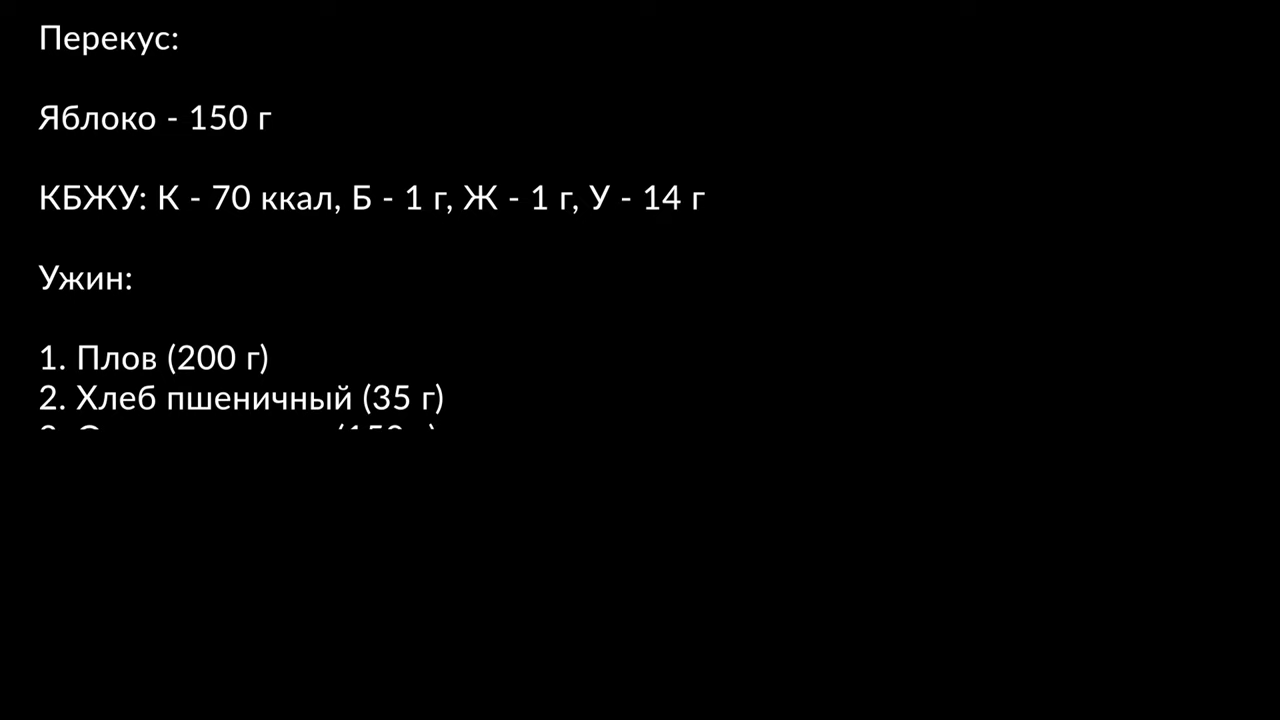 Перекус:
Яблоко - 150 г
КБЖУ: К - 70 ккал, Б - 1 г, Ж - 1 г, У - 14 г
Ужин:
1. Плов (200 г)
2. Хлеб пшеничный (35 г)